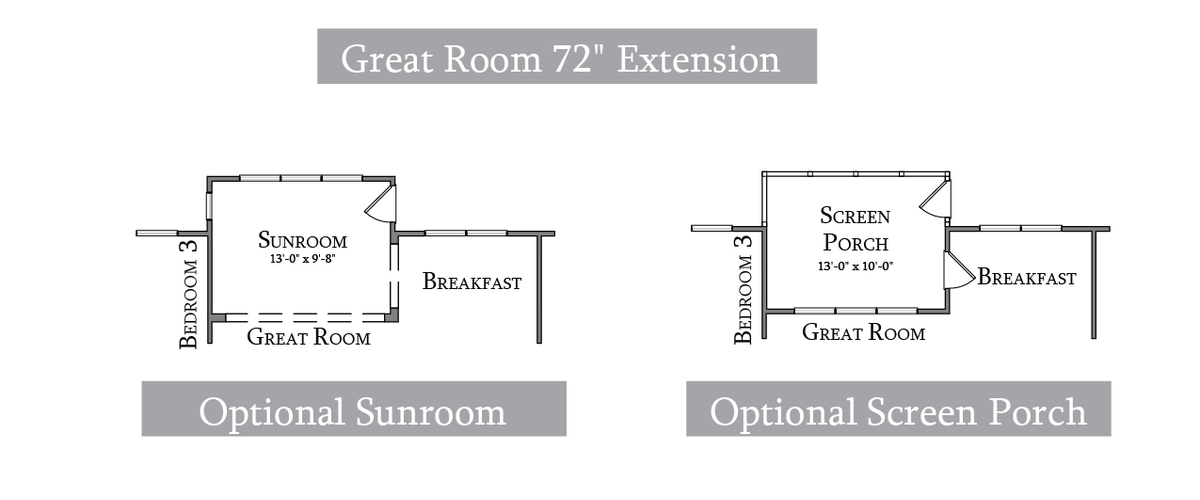 Great Room 72" Extension
Sunroom
13'-0" x 9'-8"
Bedroom 3
Breakfast
Great Room
Optional Sunroom
Screen
Porch
13'-0" x 10'-0"
Bedroom 3
Breakfast
Great Room
Optional Screen Porch